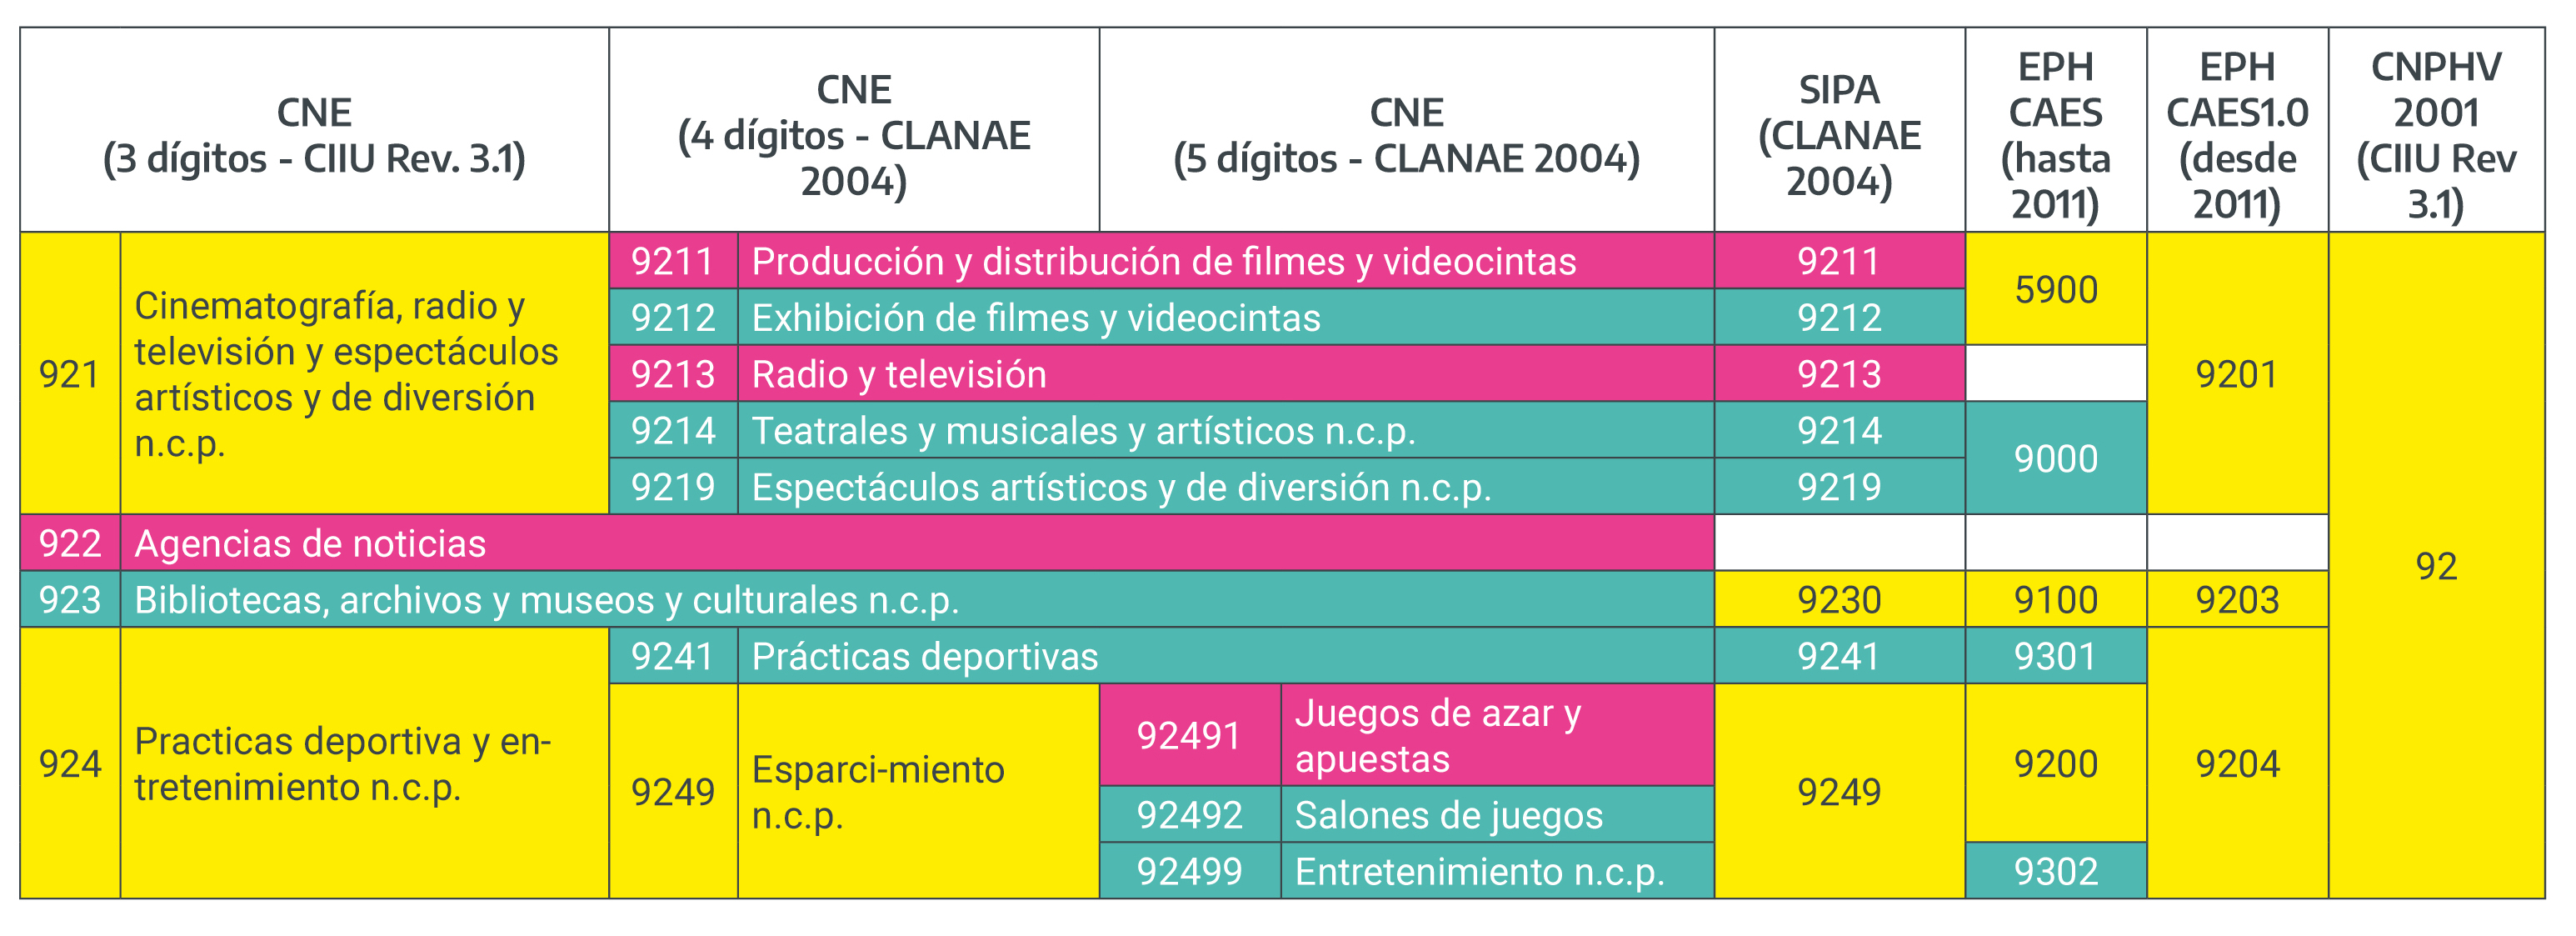 CNE
(3 dígitos - CIIU Rev. 3.1)
CNE
(4 dígitos - CLANAE
2004)
CNE
(5 dígitos - CLANAE 2004)
SIPA
(CLANAE
2004)
EPH
CAES
(hasta
2011)
EPH
CAES1.0
(desde
2011)
CNPHV
2001
(CIIU Rev
3.1)
921
Cinematografía, radio y
televisión y espectáculos
artísticos y de diversión
n.c.p.
9211 Producción y distribución de filmes y videocintas 9211
9212 Exhibición de filmes y videocintas 9212
5900
9213 Radio y televisión 9213
9214 Teatrales y musicales y artísticos n.c.p. 9214
9219 Espectáculos artísticos y de diversión n.c.p. 9219
9000
9201
92
922 Agencias de noticias
923 Bibliotecas, archivos y museos y culturales n.c.p. 9230 9100 9203
924
Practicas deportiva y en-
tretenimiento n.c.p.
9241 Prácticas deportivas 9241 9301
9249
Esparci-miento
n.c.p.
92491
Juegos de azar y
apuestas
92492 Salones de juegos
92499 Entretenimiento n.c.p.
9249
9200
9302
9204